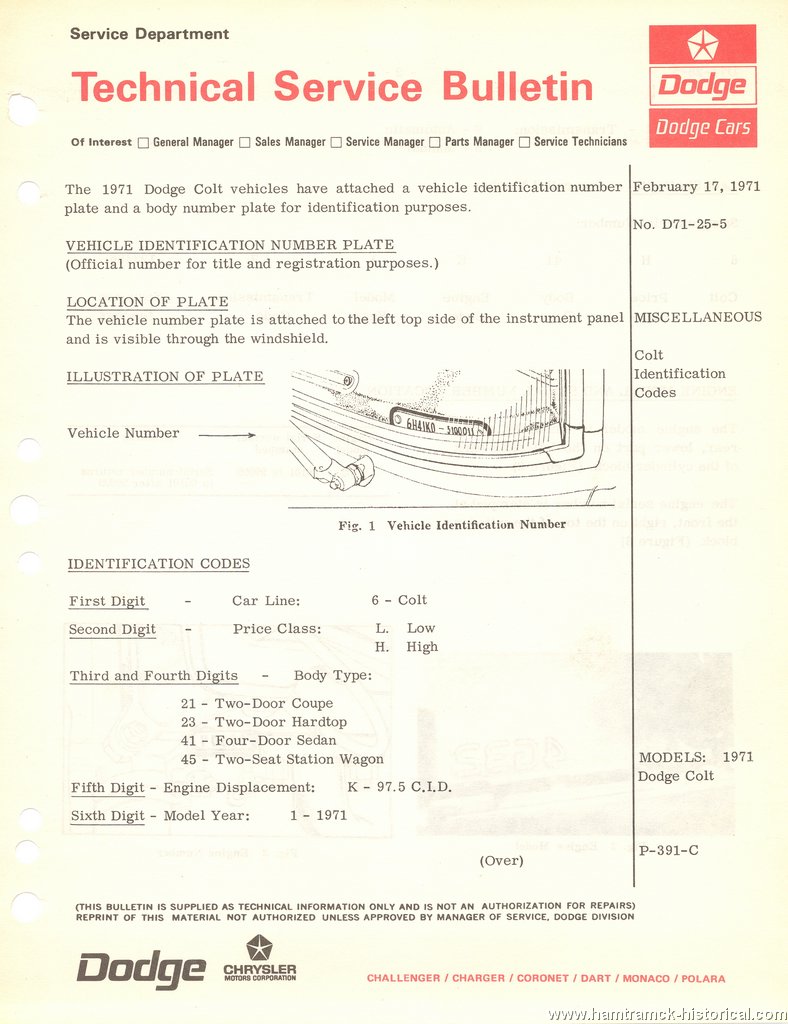 Service Department
Technical Service Bulletin
Dodge
Dodge Cars
Of Interest General Manager Sales Manager Service Manager Parts Manager Service Technicians
The 1971 Dodge Colt vehicles have attached a vehicle identification number
plate and a body number plate for identification purposes.
February 17, 1971
No. D71-25-5
VEHICLE IDENTIFICATION NUMBER PLATE
(Official number for title and registration purposes.)
LOCATION OF PLATE
The vehicle number plate is attached to the left top side of the instrument panel
and is visible through the windshield.
MISCELLANEOUS
Colt
Identification
Codes
ILLUSTRATION OF PLATE
Vehicle Number
Fig. 1 Vehicle Identification Number
IDENTIFICATION CODES
First Digit - Car Line: 6 - Colt
Second Digit - Price Class: L. Low
H. High
Third and Fourth Digits - Body Type:
21 - Two-Door Coupe
23 - Two-Door Hardtop
41 - Four-Door Sedan
45 - Two-Seat Station Wagon
Fifth Digit - Engine Displacement: K - 97.5 C.I.D.
Sixth Digit - Model Year: 1 - 1971
MODELS: 1971
Dodge Colt
(Over)
P-391-C
(THIS BULLETIN IS SUPPLIED AS TECHNICAL INFORMATION ONLY AND IS NOT AN AUTHORIZATION FOR REPAIRS)
REPRINT OF THIS MATERIAL NOT AUTHORIZED UNLESS APPROVED BY MANAGER OF SERVICE, DODGE DIVISION
Dodge
CHRYSLER
MOTORS CORPORATION
CHALLENGER / CHARGER / CORONET / DART / MONACO / POLARA
www.hamtramck-historical.com